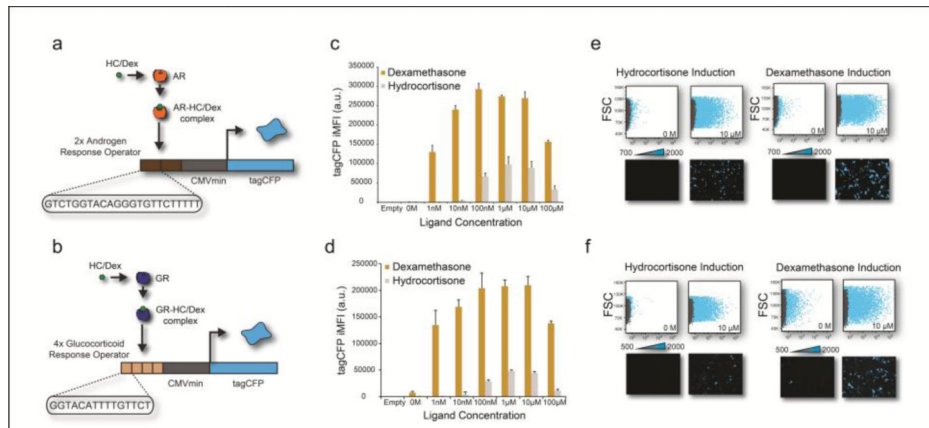 a
HC/Dex
AR
AR-HC/Dex
complex
2x Androgen
Response Operator
CMVmin
tagCFP
GTCTGGTACAGGGTGTTCTTTTT
b
HC/Dex
GR
GR-HC/Dex
complex
4x Glucocorticoid
Response Operator
CMVmin
tagCFP
GGTACATTTTGTTCT
c
350000
300000
250000
200000
150000
100000
50000
0
tagCFP iMFI (a.u.)
Dexamethasone
Hydrocortisone
Empty 0M 1nM 10nM 100nM 1μM 10μM 100μM
Ligand Concentration
d
250000
200000
150000
100000
50000
0
tagCFP iMFI (a.u.)
Dexamethasone
Hydrocortisone
Empty 0M 1nM 10nM 100nM 1μM 10μM 100μM
Ligand Concentration
e
Hydrocortisone Induction
Dexamethasone Induction
FSC
0 M
10 μM
FSC
0 M
10 μM
700 2000
700 2000
f
Hydrocortisone Induction
Dexamethasone Induction
FSC
0 M
10 μM
FSC
0 M
10 μM
500 2000
500 2000